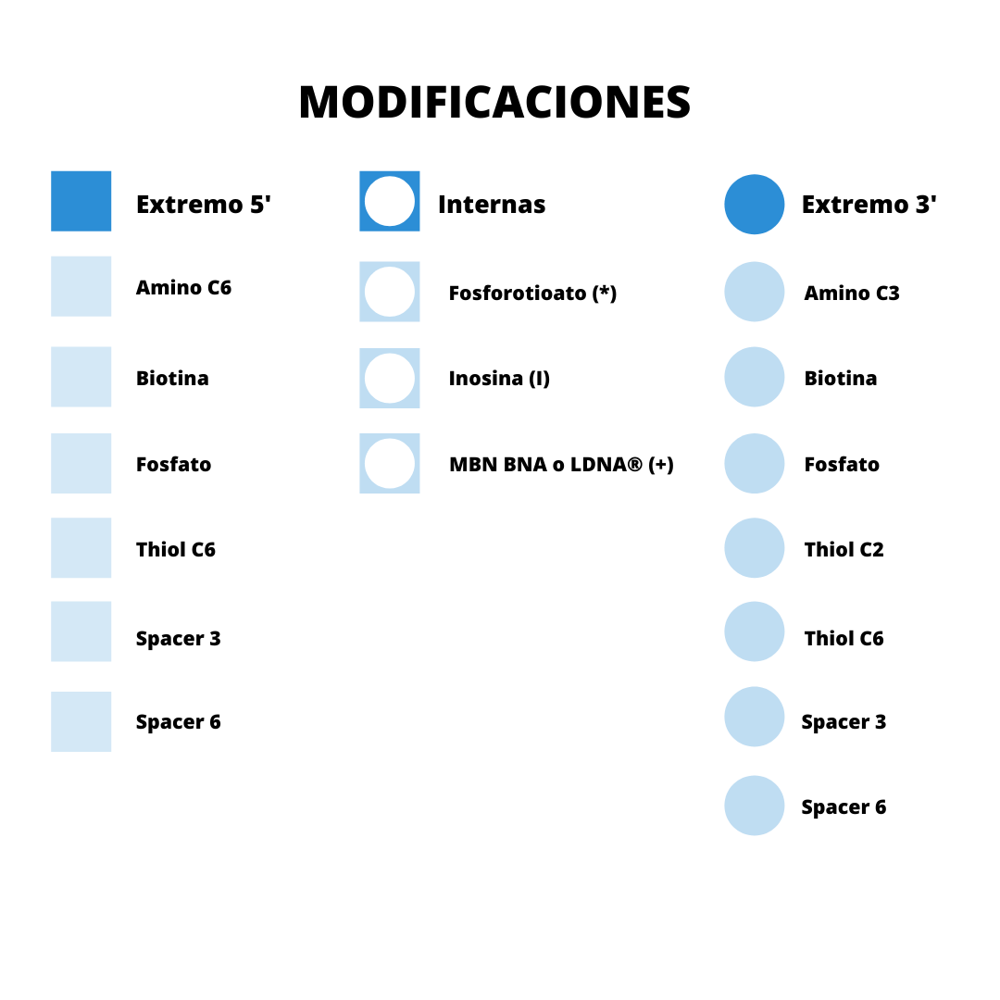 MODIFICACIONES
Extremo 5'
Amino C6
Biotina
Fosfato
Thiol C6
Spacer 3
Spacer 6
Internas
Fosforotioato (*)
Inosina (I)
MBN BNA o LDNA® (+)
Extremo 3'
Amino C3
Biotina
Fosfato
Thiol C2
Thiol C6
Spacer 3
Spacer 6